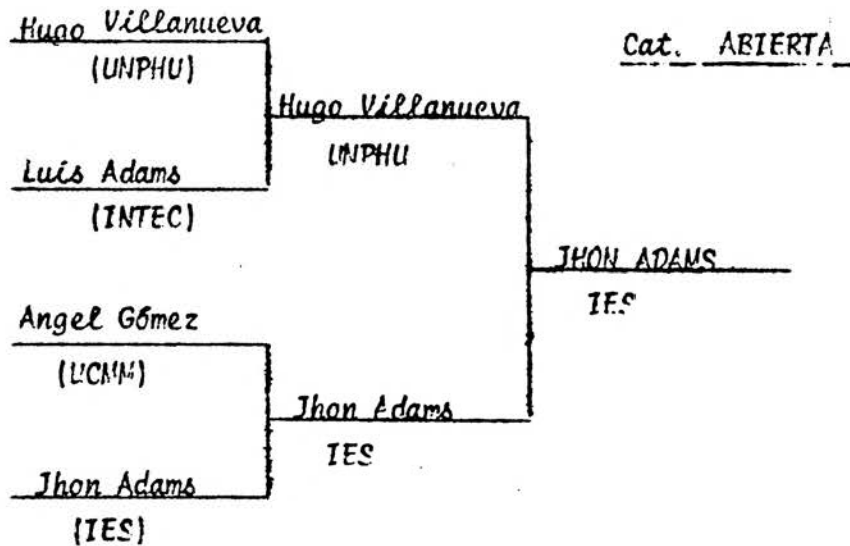 Hugo Villanueva
(UNPHU)
Cat. ABIERTA
Hugo Villanueva
UNPHU
Luis Adams
(INTEC)
JHON ADAMS
IES
Angel Gómez
(UCMM)
Jhon Adams
IES
Jhon Adams
(IES)